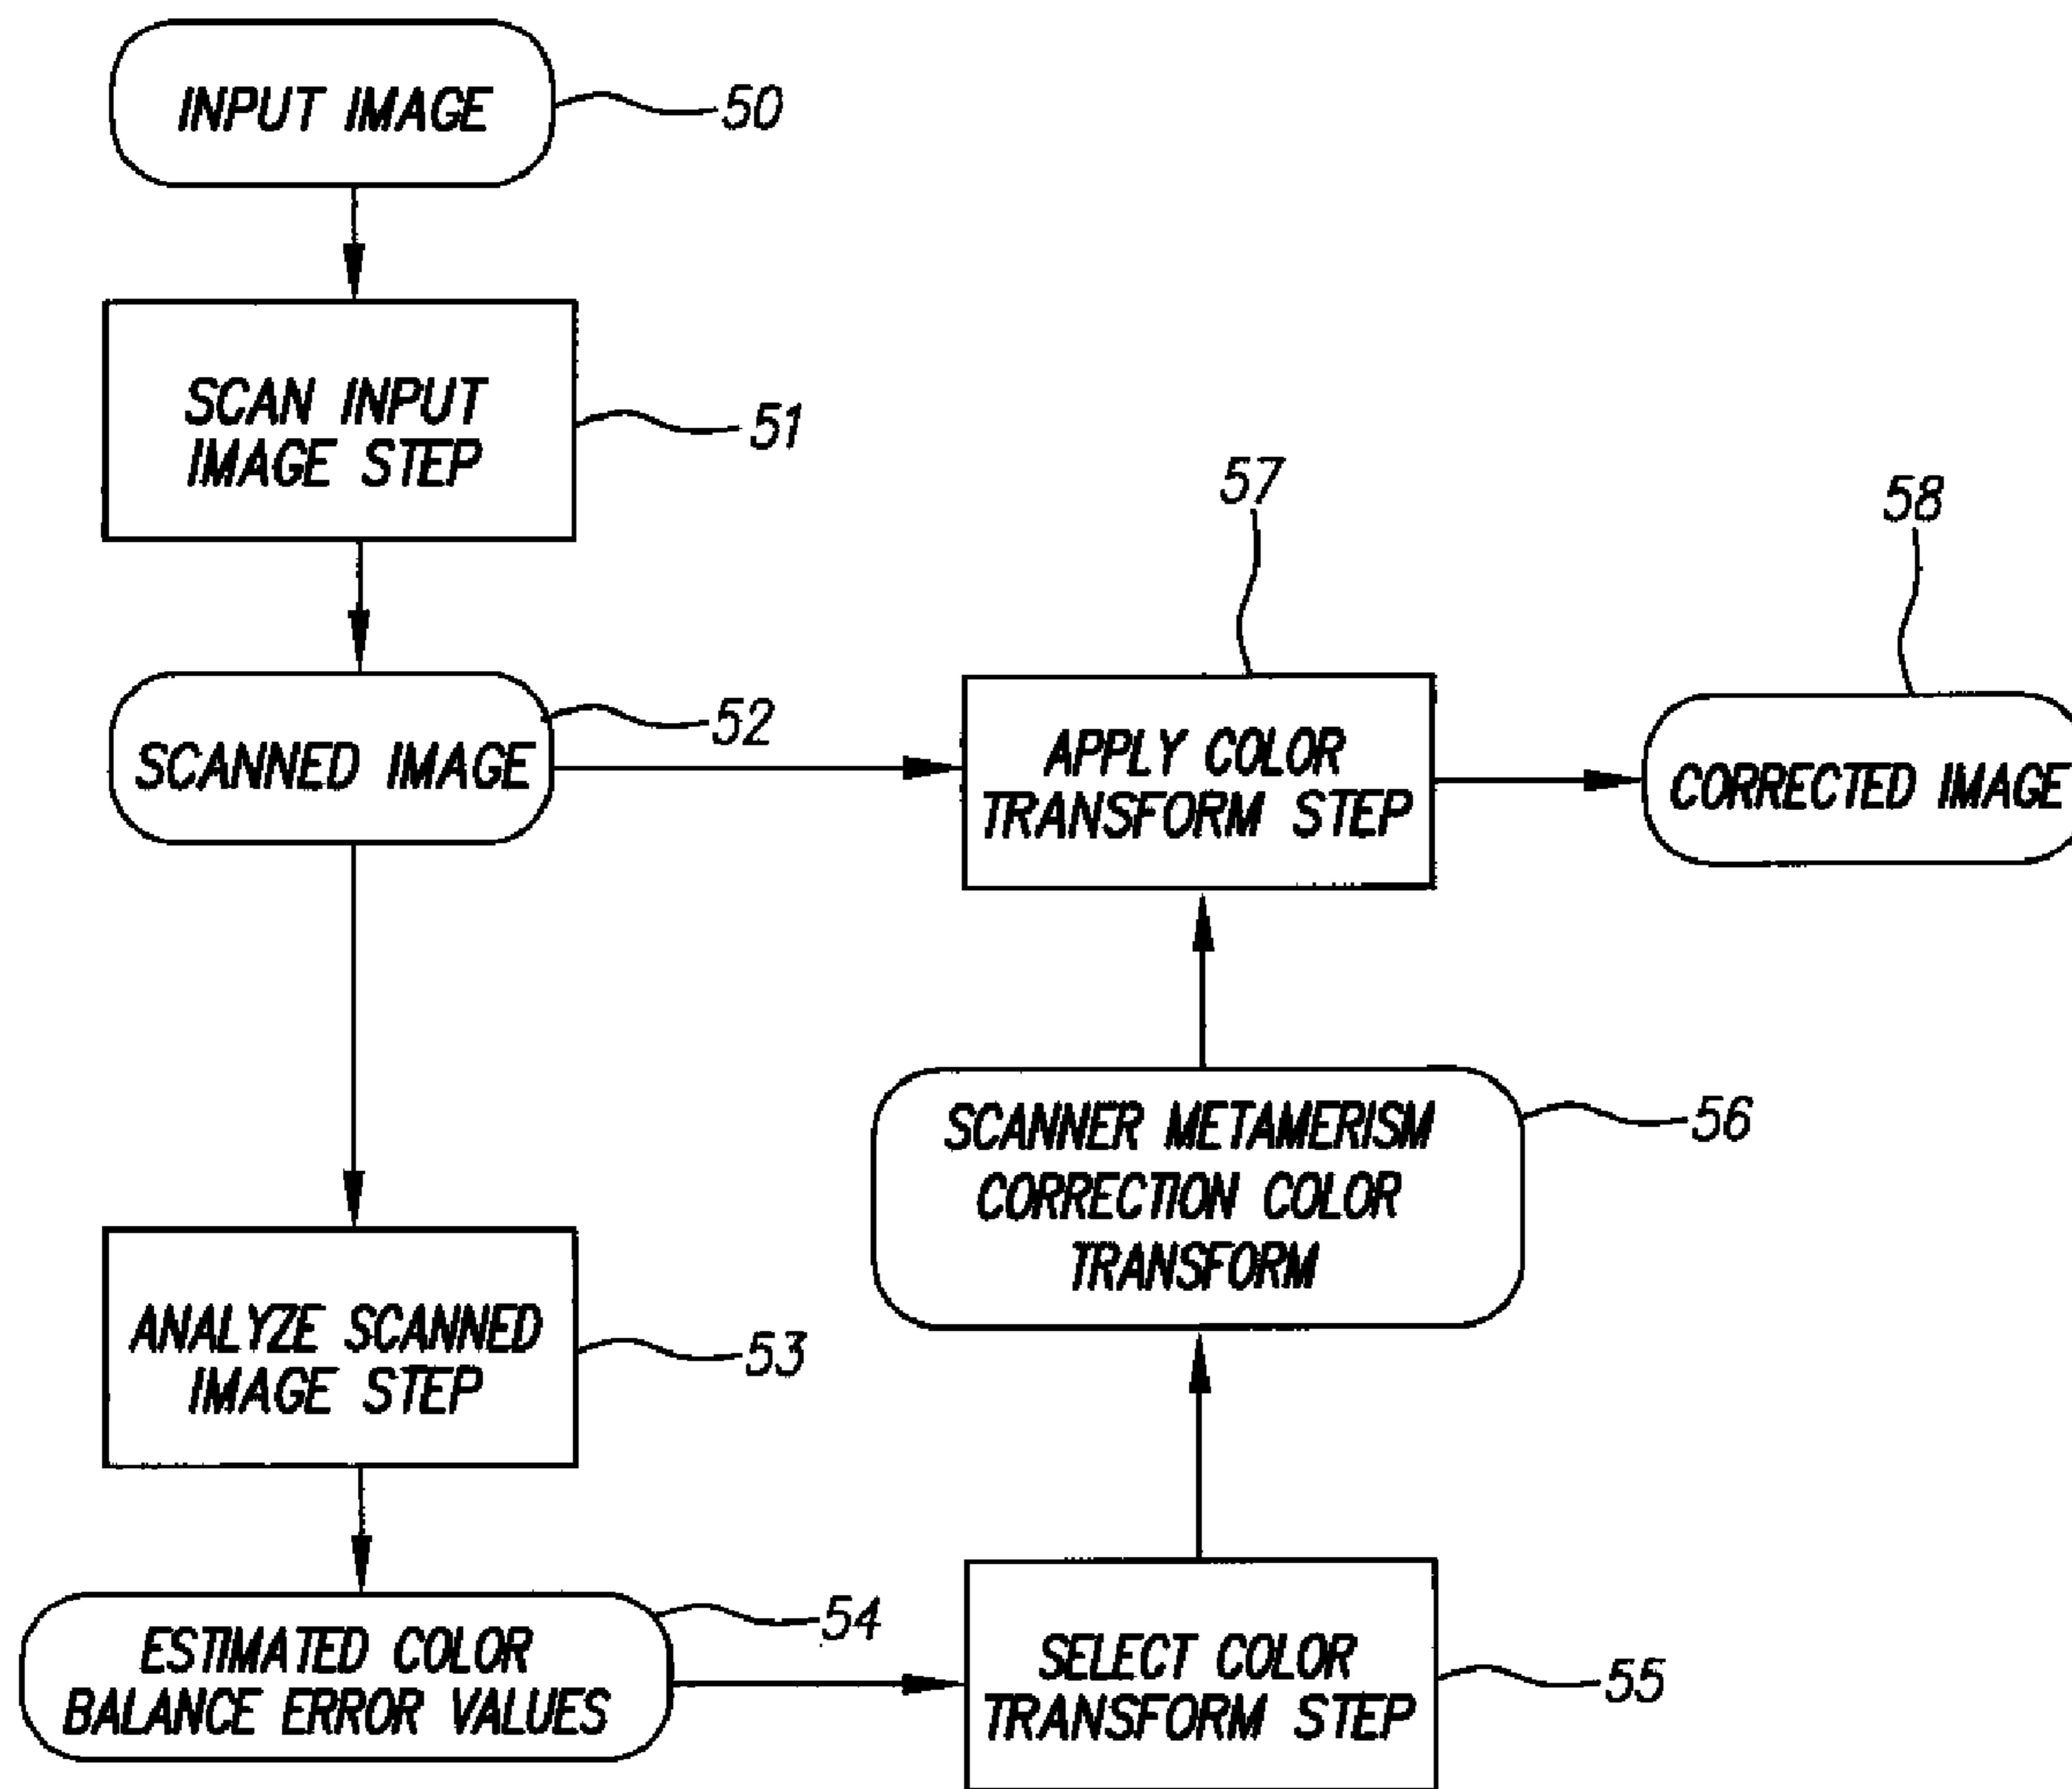 INPUT IMAGE
50
SCAN INPUT
IMAGE STEP
51
SCANNED IMAGE
52
57
APPLY COLOR
TRANSFORM STEP
58
CORRECTED IMAGE
SCANNER METAMERISM
CORRECTION COLOR
TRANSFORM
56
ANALYZE SCANNED
IMAGE STEP
53
ESTIMATED COLOR
BALANCE ERROR VALUES
54
SELECT COLOR
TRANSFORM STEP
55